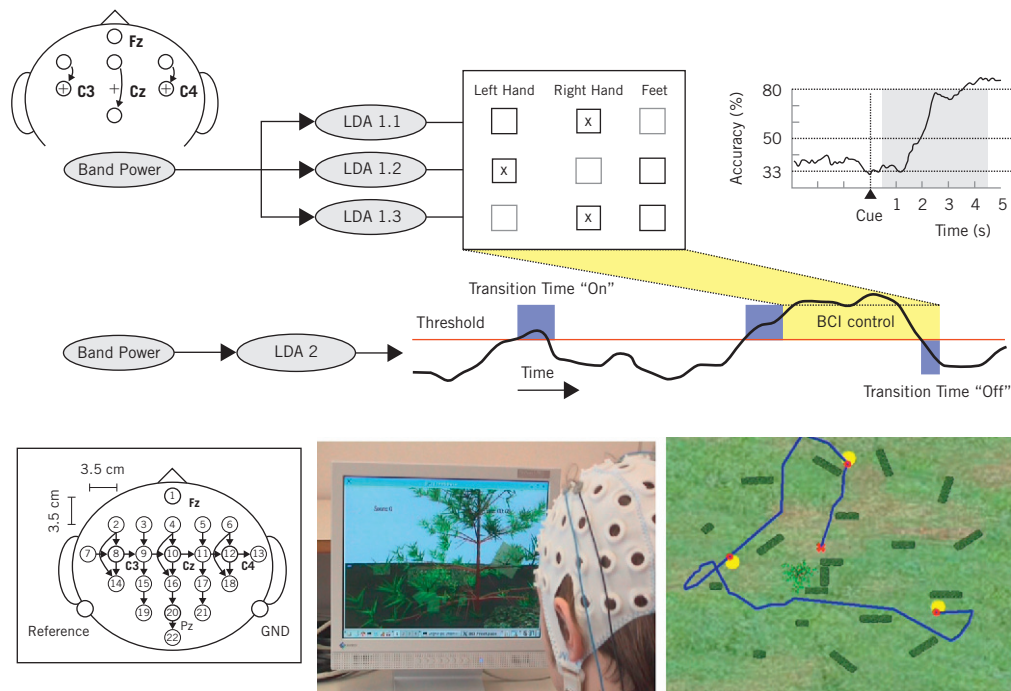 Fz
C3
Cz
C4
Band Power
LDA 1.1
LDA 1.2
LDA 1.3
Left Hand Right Hand Feet
x
x
x
Accuracy (%)
80
50
33
1 2 3 4 5
Cue
Time (s)
Transition Time “On”
Threshold
BCI control
Band Power
LDA 2
Time
Transition Time “Off”
3.5 cm
3.5 cm
1
Fz
2 3 4 5 6
7 8 9 10 11 12 13
C3 Cz C4
14 15 16 17 18
19 20 21
Pz
22
Reference
GND